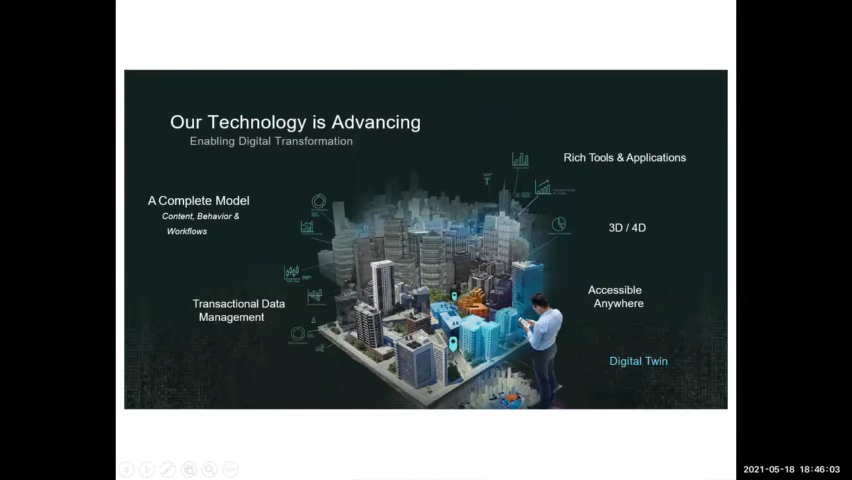 Our Technology is Advancing
Enabling Digital Transformation
Rich Tools & Applications
A Complete Model
Content, Behavior &
Workflows
3D / 4D
Transactional Data
Management
Accessible
Anywhere
Digital Twin
2021-05-18 18:46:03